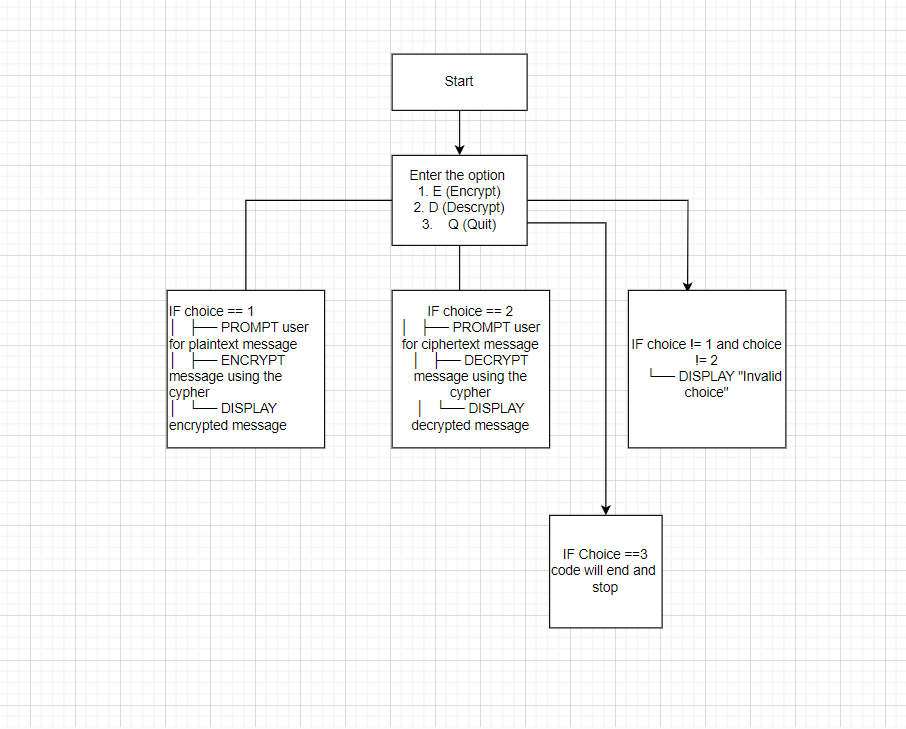 Start
Enter the option
1. E (Encrypt)
2. D (Descrypt)
3. Q (Quit)
IF choice == 1
│ ├── PROMPT user
for plaintext message
│ ├── ENCRYPT
message using the
cypher
│ └── DISPLAY
encrypted message
IF choice == 2
│ ├── PROMPT user
for ciphertext message
│ ├── DECRYPT
message using the
cypher
│ └── DISPLAY
decrypted message
IF choice != 1 and choice
!= 2
└── DISPLAY "Invalid
choice"
IF Choice ==3
code will end and
stop